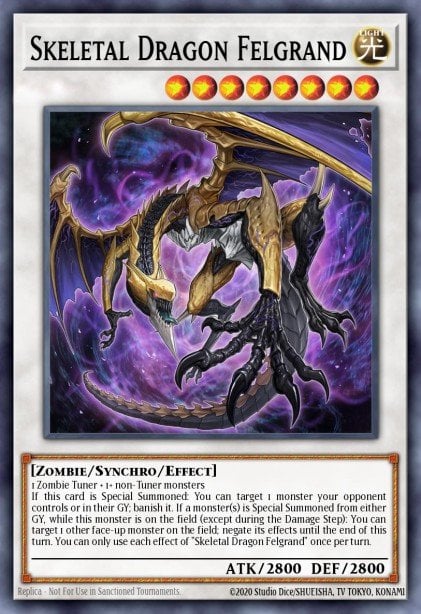 SKELETAL DRAGON FELGRAND
LIGHT
光
[ZOMBIE/SYNCHRO/EFFECT]
1 Zombie Tuner + 1+ non-Tuner monsters
If this card is Special Summoned: You can target 1 monster your opponent
controls or in their GY; banish it. If a monster(s) is Special Summoned from either
GY, while this monster is on the field (except during the Damage Step): You can
target 1 other face-up monster on the field; negate its effects until the end of this
turn. You can only use each effect of "Skeletal Dragon Felgrand" once per turn.
ATK/2800 DEF/2800
Replica - Not For Use in Sanctioned Tournaments.
©2020 Studio Dice/SHUEISHA, TV TOKYO, KONAMI